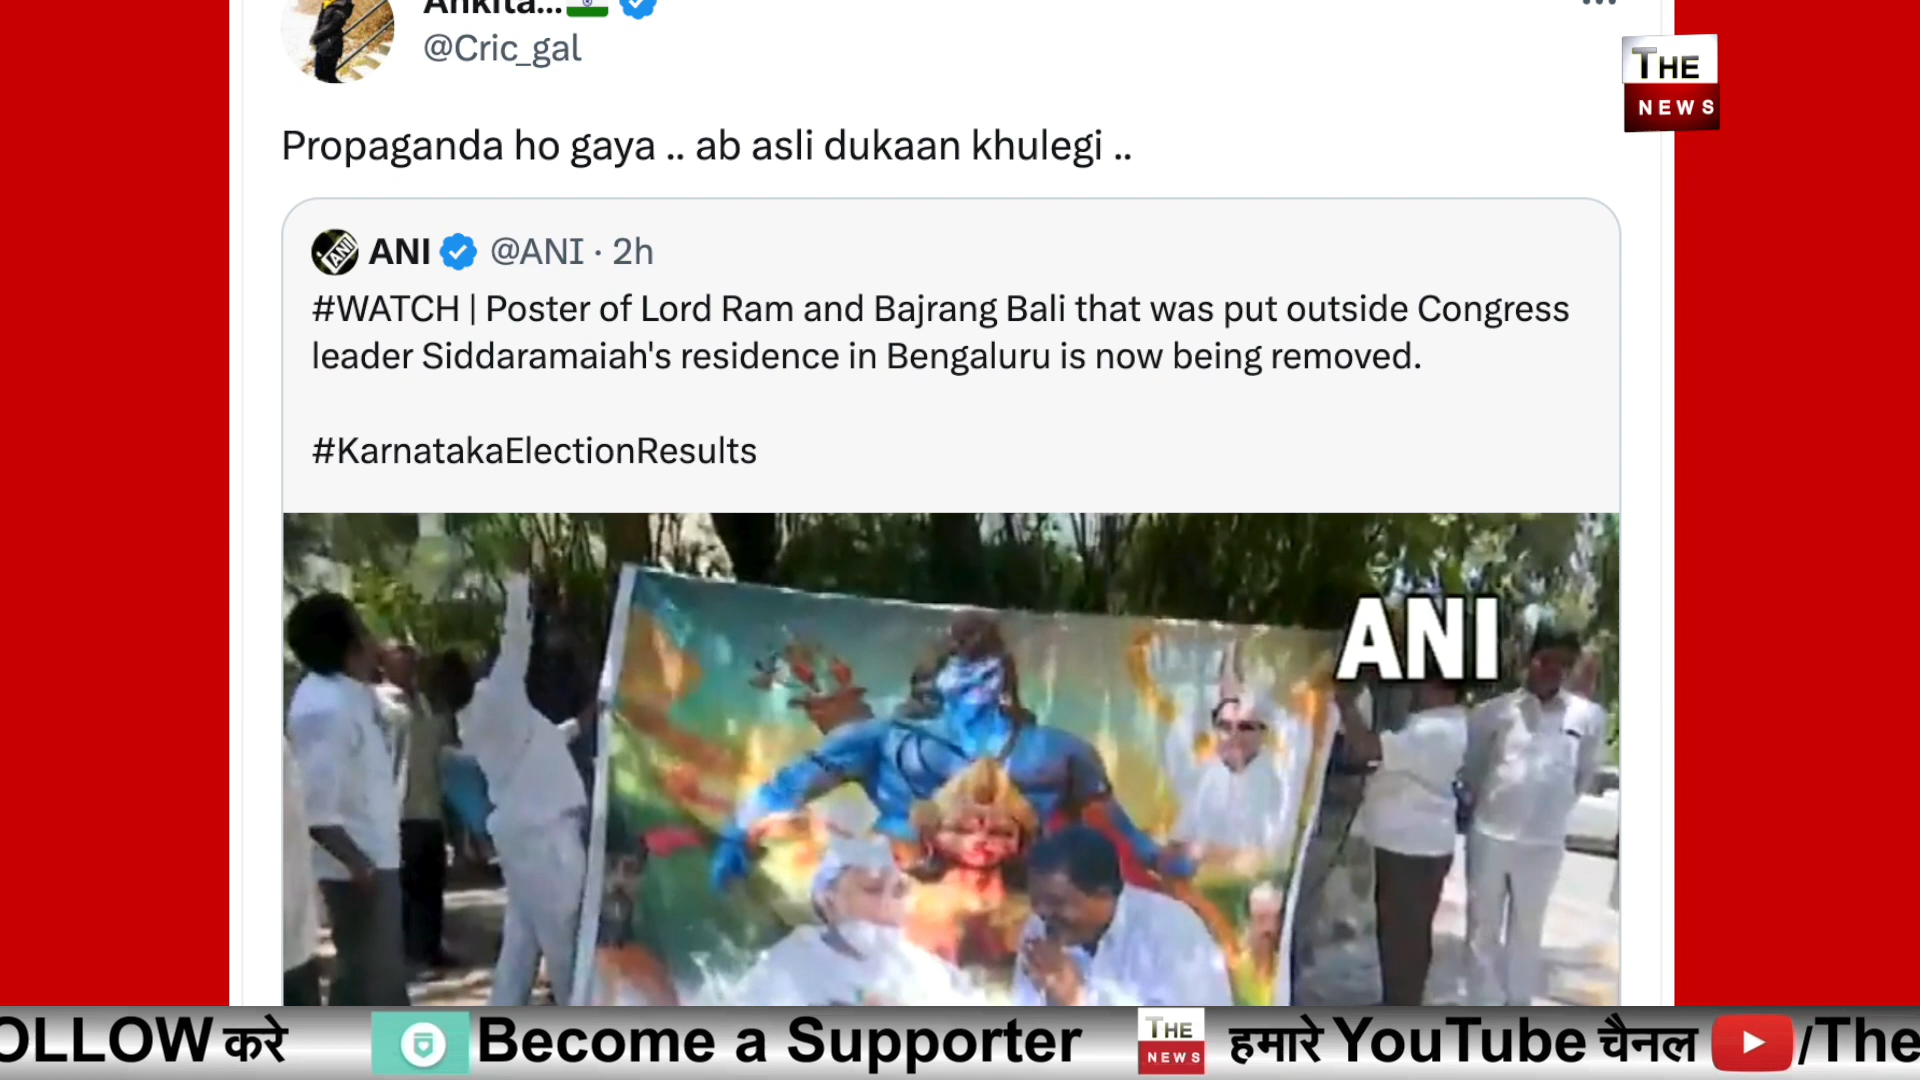 Ankita...
@Cric_gal
THE
NEWS
Propaganda ho gaya .. ab asli dukaan khulegi ..
ANI @ANI · 2h
#WATCH | Poster of Lord Ram and Bajrang Bali that was put outside Congress
leader Siddaramaiah's residence in Bengaluru is now being removed.
#KarnatakaElectionResults
ANI
OLLOW करे Become a Supporter THE NEWS हमारे YouTube चैनल /The